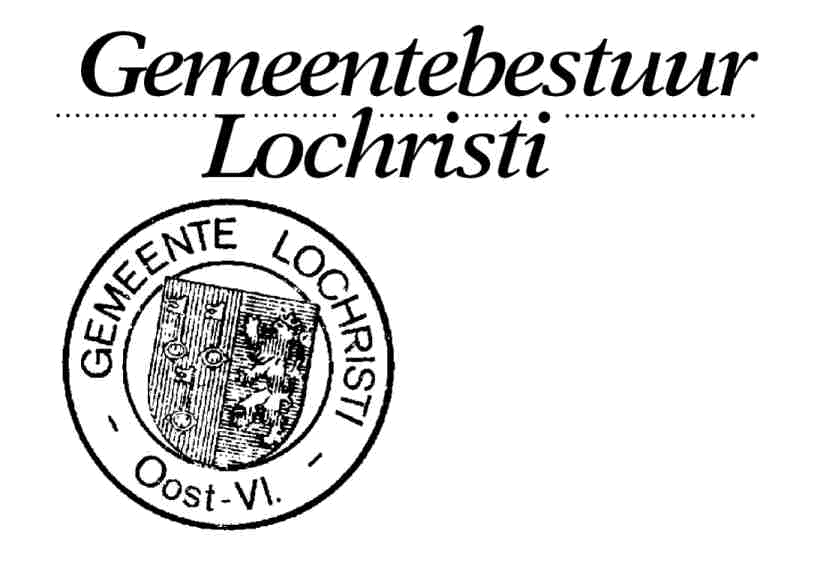 Gemeentebestuur
Lochristi
GEMEENTE LOCHRISTI
- Oost-Vl. -